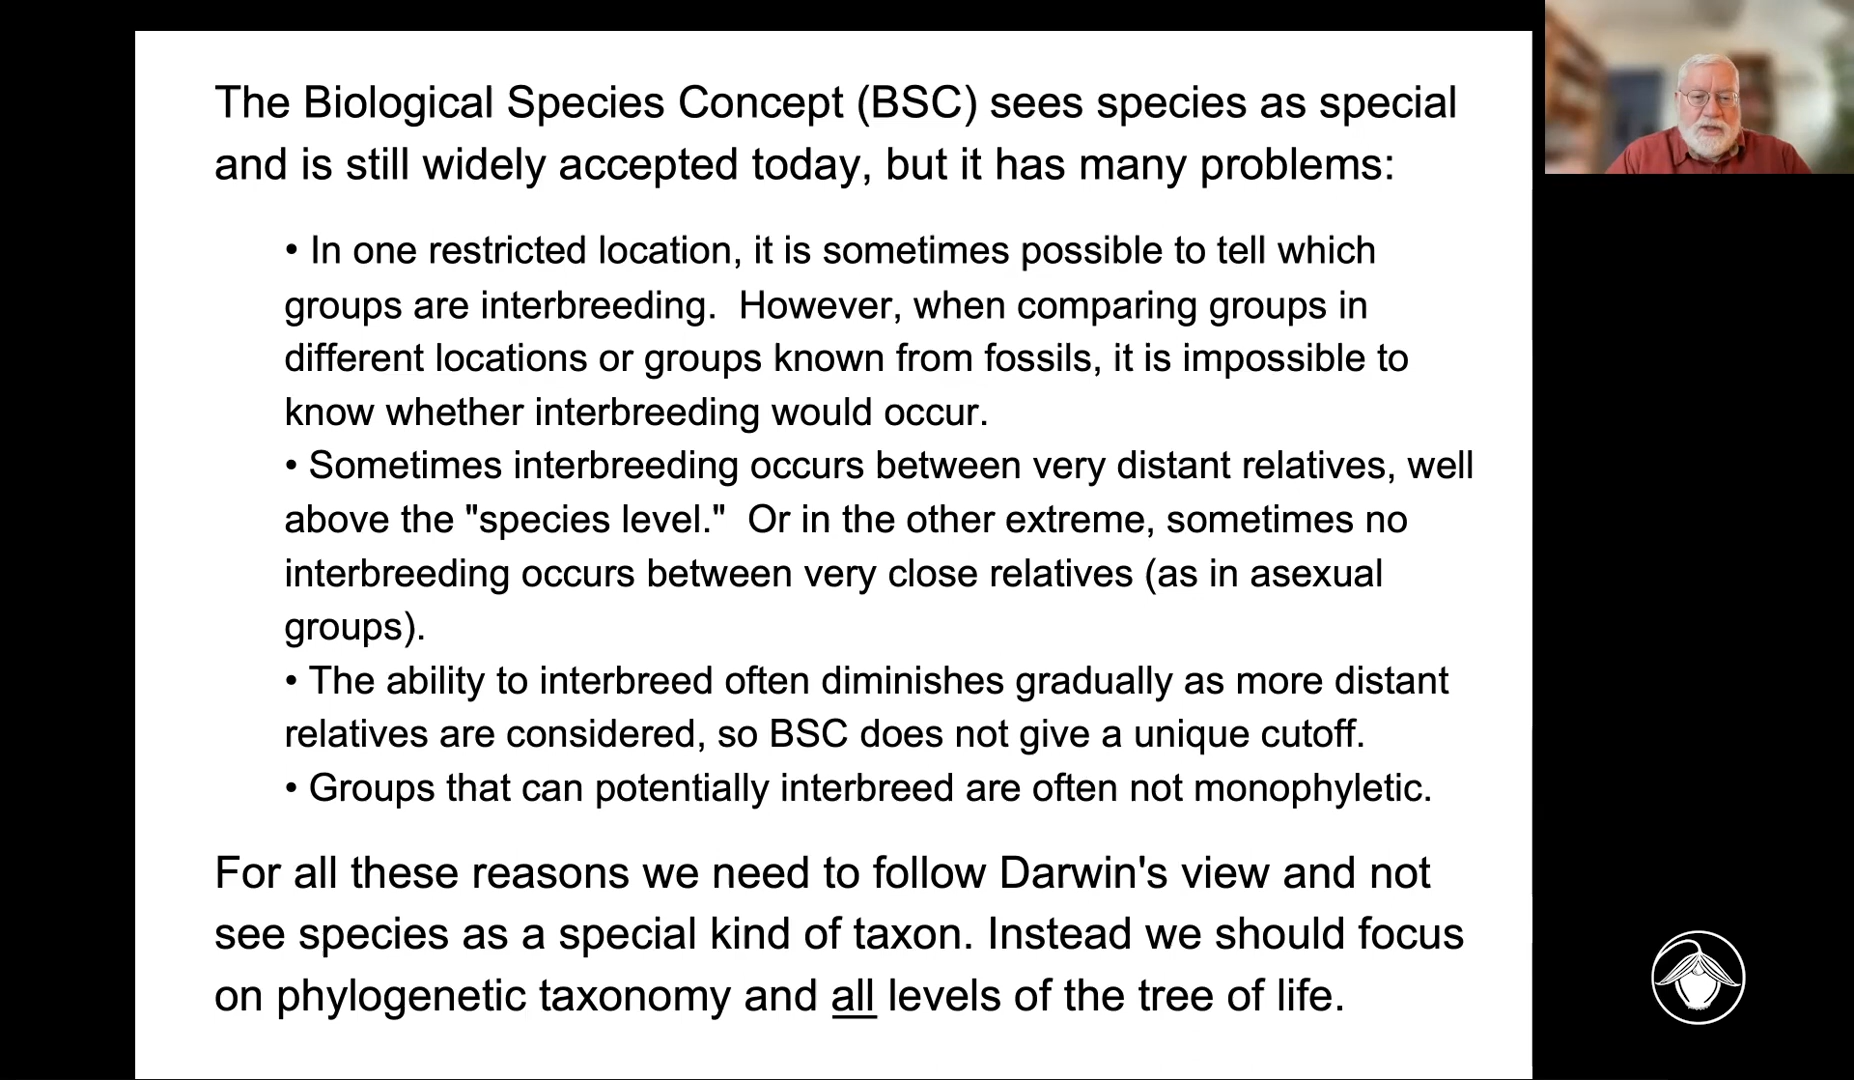 The Biological Species Concept (BSC) sees species as special
and is still widely accepted today, but it has many problems:
• In one restricted location, it is sometimes possible to tell which
groups are interbreeding.  However, when comparing groups in
different locations or groups known from fossils, it is impossible to
know whether interbreeding would occur.
• Sometimes interbreeding occurs between very distant relatives, well
above the "species level."  Or in the other extreme, sometimes no
interbreeding occurs between very close relatives (as in asexual
groups).
• The ability to interbreed often diminishes gradually as more distant
relatives are considered, so BSC does not give a unique cutoff.
• Groups that can potentially interbreed are often not monophyletic.
For all these reasons we need to follow Darwin's view and not
see species as a special kind of taxon. Instead we should focus
on phylogenetic taxonomy and all levels of the tree of life.